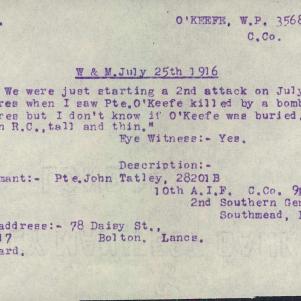 O'KEEFE, W.P. 3568
C.Co.
W & M. July 25th 1916
We were just starting a 2nd attack on July
res when I saw Pte. O'Keefe killed by a bomb
res but I don't know if O'Keefe was buried.
n R.C., tall and thin."
Eye Witness:- Yes.
Description:-
mant:- Pte. John Tatley, 28201B
10th A.I.F. C.Co. 9
2nd Southern Gen
Southmead,
address:- 78 Daisy St.,
17 Bolton, Lancs.
ard.